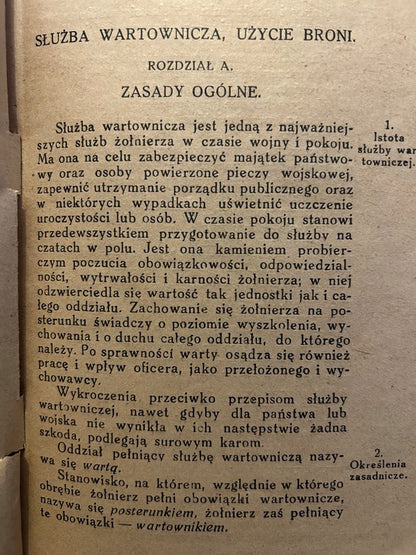 SŁUŻBA WARTOWNICZA, UŻYCIE BRONI.
ROZDZIAŁ A.
ZASADY OGÓLNE.
Służba wartownicza jest jedną z najważniej-
szych służb żołnierza w czasie wojny i pokoju.
Ma ona na celu zabezpieczyć majątek państwo-
wy oraz osoby powierzone pieczy wojskowej,
zapewnić utrzymanie porządku publicznego oraz
w niektórych wypadkach uświetnić uczczenie
uroczystości lub osób. W czasie pokoju stanowi
przedewszystkiem przygotowanie do służby na
czatach w polu. Jest ona kamieniem probier-
czym poczucia obowiązkowości, odpowiedzial-
ności, wytrwałości i karności żołnierza; w niej
odzwierciedla się wartość tak jednostki jak i ca-
łego oddziału. Zachowanie się żołnierza na po-
sterunku świadczy o poziomie wyszkolenia, wy-
chowania i o duchu całego oddziału, do którego
należy. Po sprawności warty osądza się również
pracę i wpływ oficera, jako przełożonego i wy-
chowawcy.
Wykroczenia przeciwko przepisom służby
wartowniczej, nawet gdyby dla państwa lub
wojska nie wynikła w ich następstwie żadna
szkoda, podlegają surowym karom.
Oddział pełniący służbę wartowniczą nazy-
wa się wartą.
Stanowisko, na którem, względnie w którego
obrębie żołnierz pełni obowiązki wartownicze,
nazywa się posterunkiem, żołnierz zaś pełniący
te obowiązki — wartownikiem.
1.
Istota
służby war
towniczej.
2.
Określenia
zasadnicze.